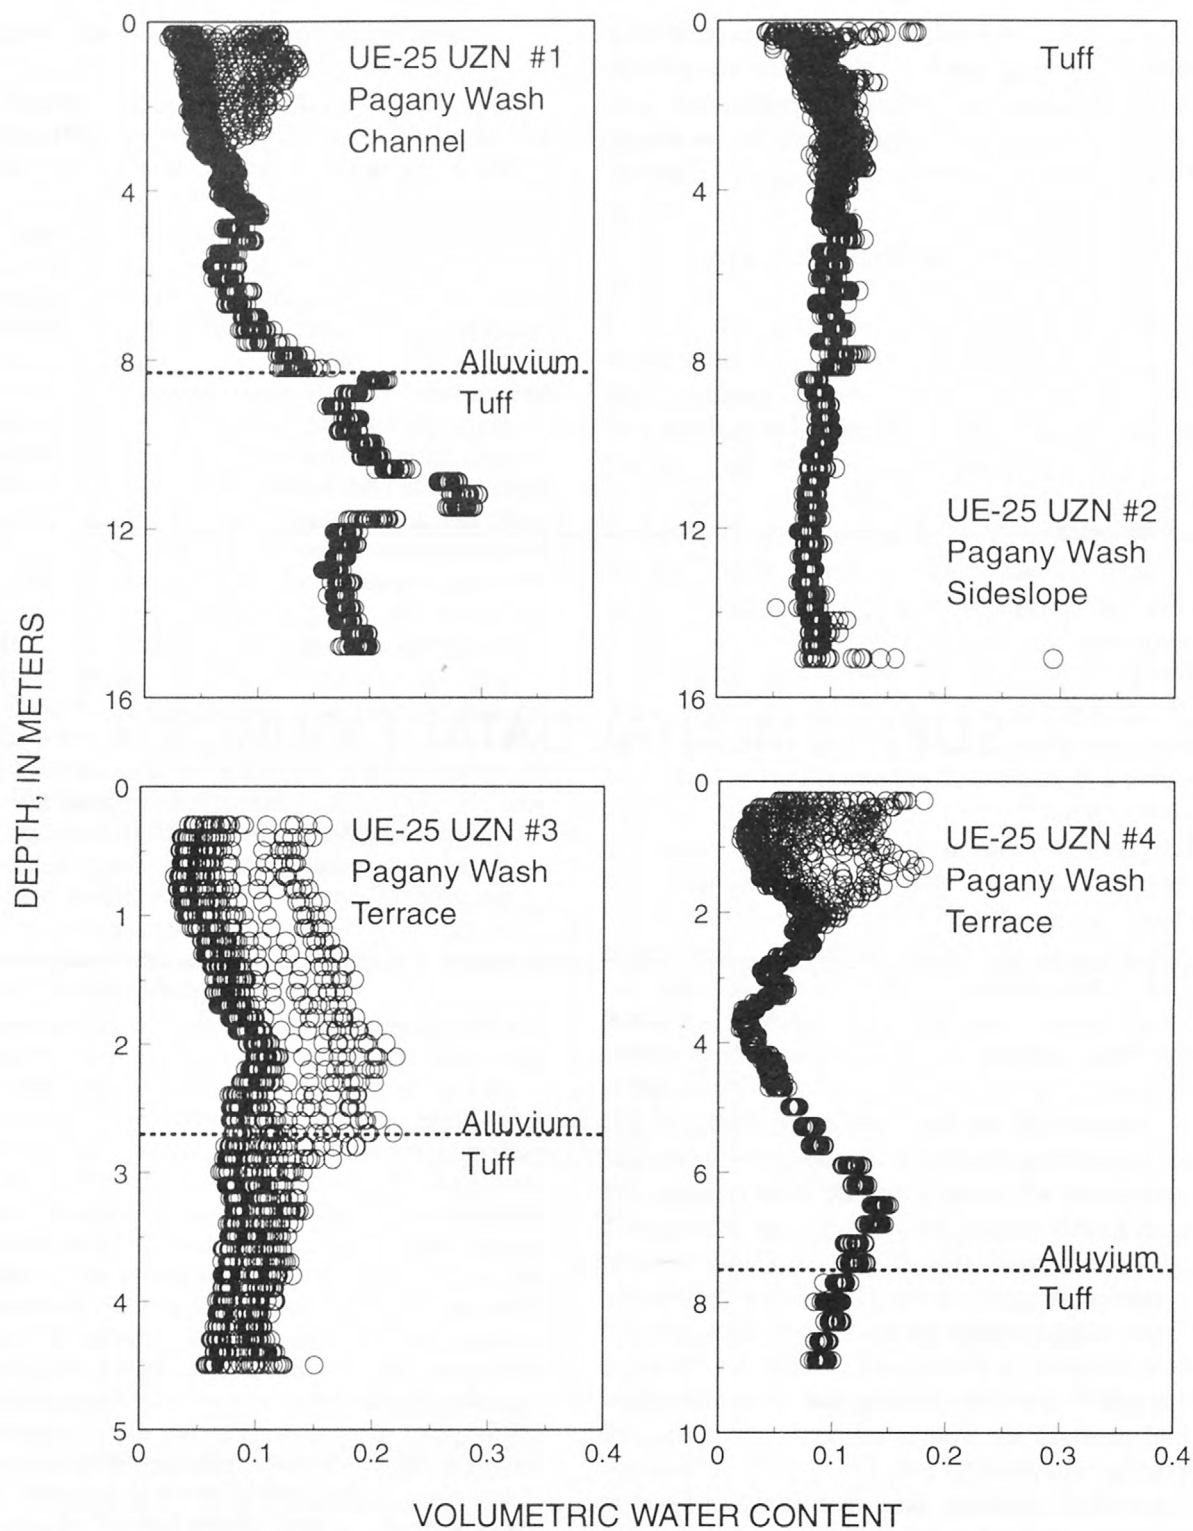 0
4
8
12
16
UE-25 UZN #1
Pagany Wash
Channel
Alluvium
Tuff
0
4
8
12
16
Tuff
UE-25 UZN #2
Pagany Wash
Sideslope
DEPTH, IN METERS
0
1
2
3
4
5
UE-25 UZN #3
Pagany Wash
Terrace
Alluvium
Tuff
0 0.1 0.2 0.3 0.4
0
2
4
6
8
10
UE-25 UZN #4
Pagany Wash
Terrace
Alluvium
Tuff
0 0.1 0.2 0.3 0.4
VOLUMETRIC WATER CONTENT